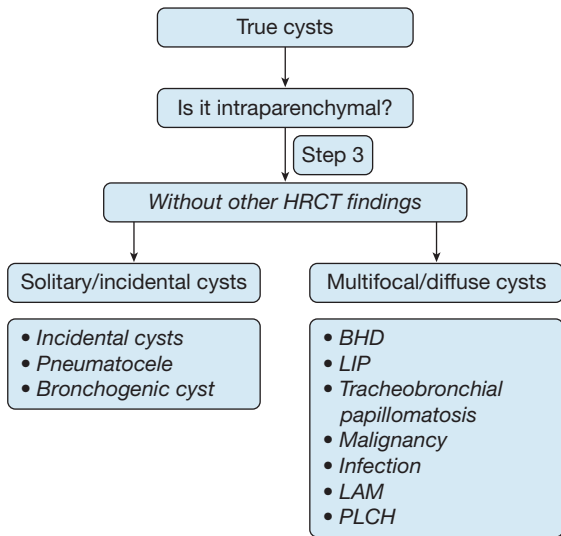 True cysts
Is it intraparenchymal?
Step 3
Without other HRCT findings
Solitary/incidental cysts
• Incidental cysts
• Pneumatocele
• Bronchogenic cyst
Multifocal/diffuse cysts
• BHD
• LIP
• Tracheobronchial
papillomatosis
• Malignancy
• Infection
• LAM
• PLCH